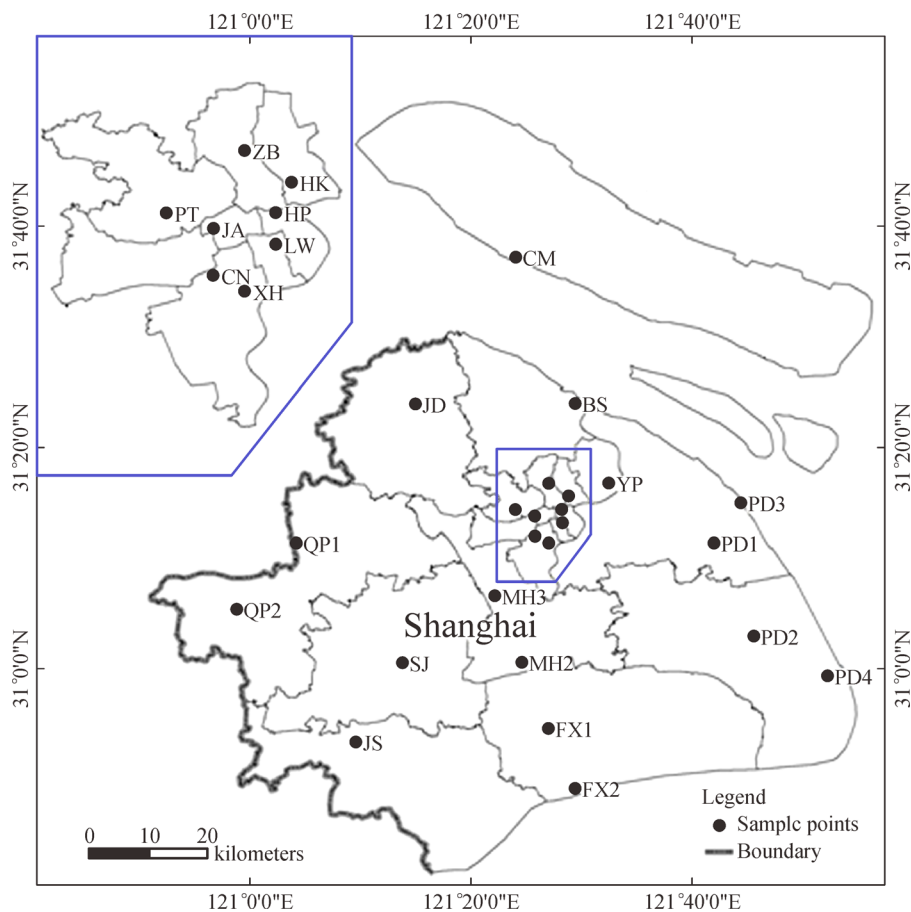 121°0′0″E 121°20′0″E 121°40′0″E
ZB
HK
PT
HP
JA
LW
CN
XH
31°40′0″N
31°40′0″N
CM
JD
BS
31°20′0″N
31°20′0″N
YP
PD3
QP1
PD1
MH3
QP2
Shanghai
PD2
SJ
MH2
31°0′0″N
31°0′0″N
PD4
FX1
JS
FX2
Legend
Samplc points
Boundary
0 10 20
kilometers
121°0′0″E 121°20′0″E 121°40′0″E